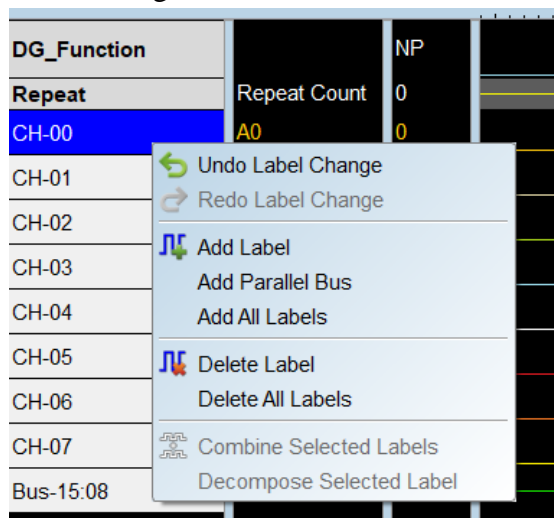 DG_Function NP
Repeat Repeat Count 0
CH-00 A0 0
Undo Label Change
CH-01
Redo Label Change
CH-02
Add Label
CH-03
Add Parallel Bus
CH-04
Add All Labels
CH-05
Delete Label
CH-06
Delete All Labels
CH-07
Combine Selected Labels
Bus-15:08
Decompose Selected Label